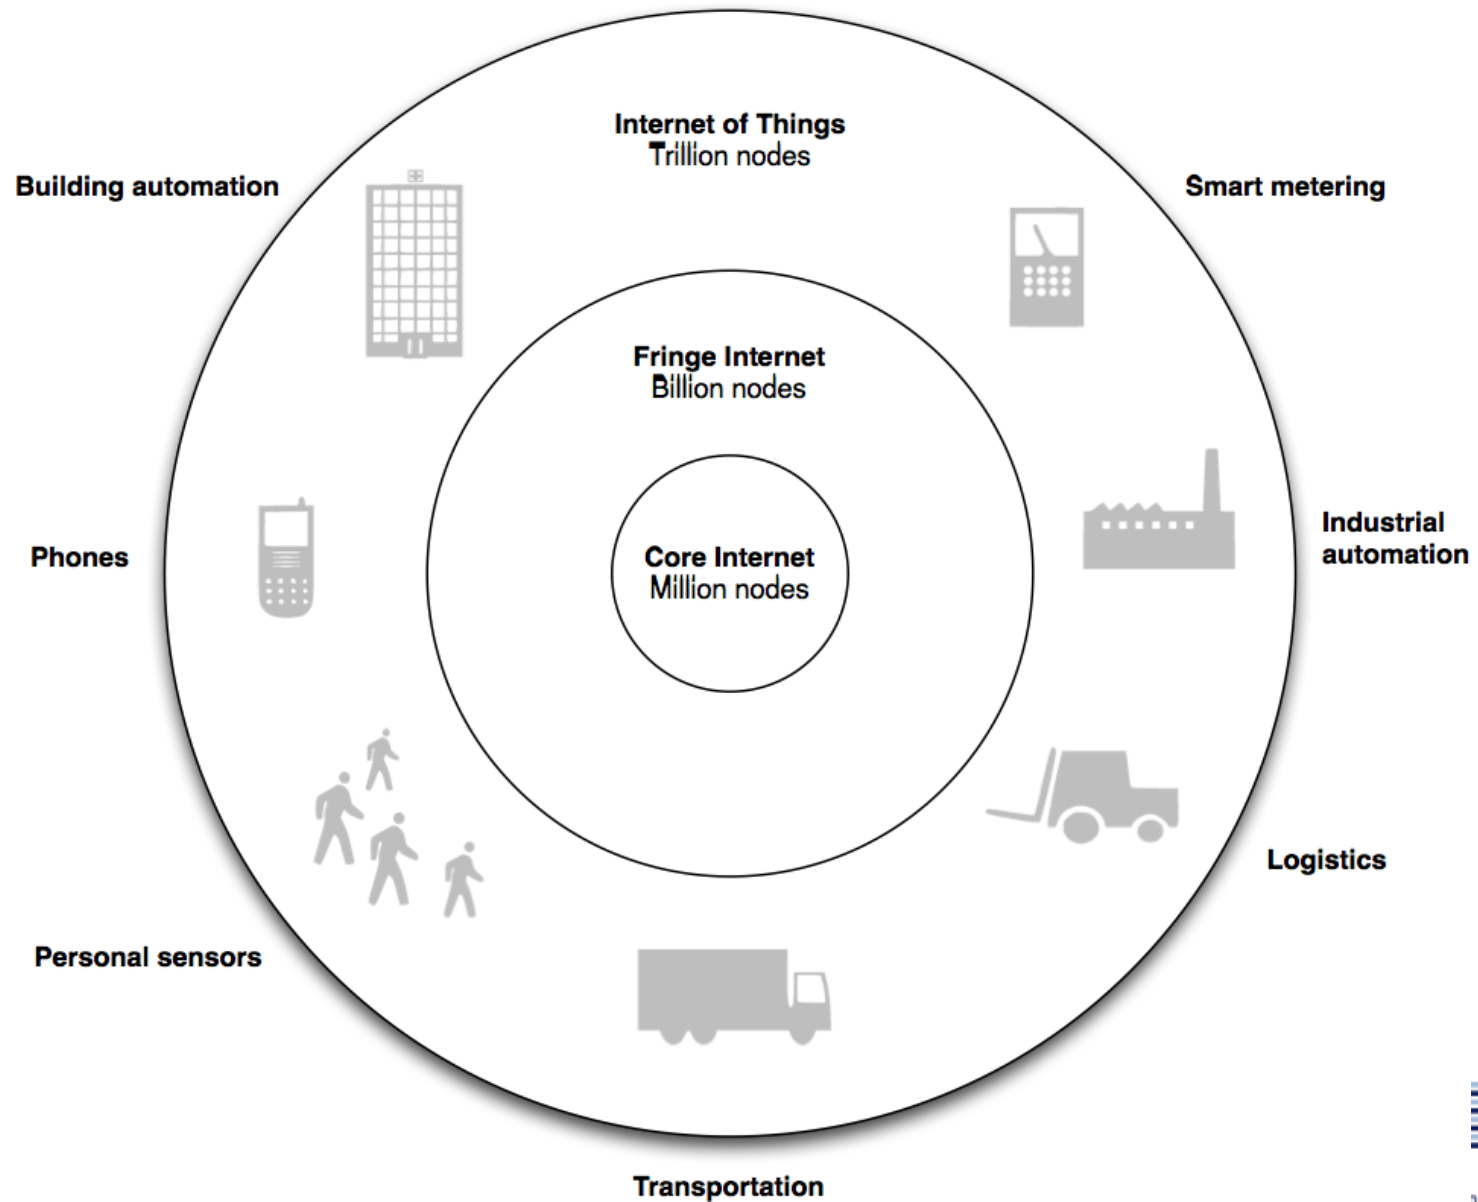 Internet of Things
Trillion nodes
Building automation
Smart metering
Fringe Internet
Billion nodes
Core Internet
Million nodes
Phones
Industrial
automation
Logistics
Personal sensors
Transportation